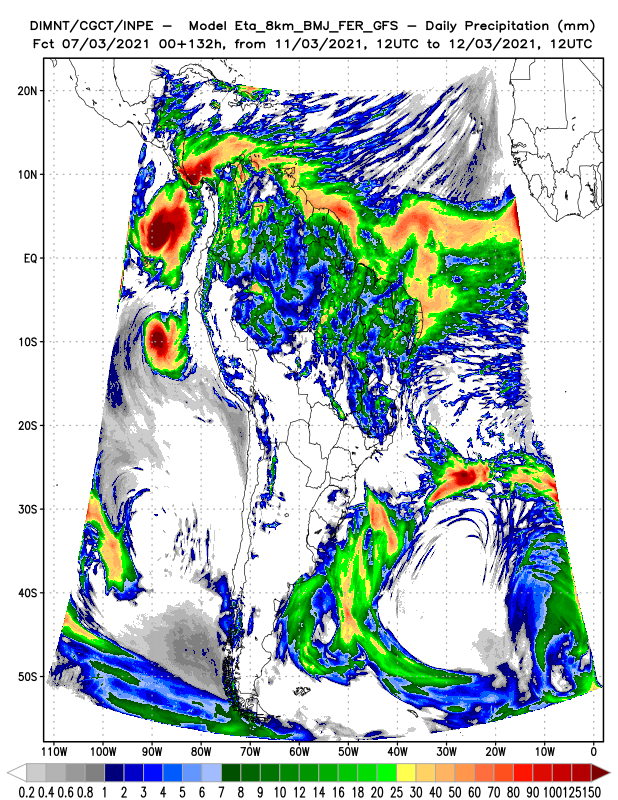 DIMNT/CGCT/INPE — Model Eta_8km_BMJ_FER_GFS — Daily Precipitation (mm)
Fct 07/03/2021 00+132h, from 11/03/2021, 12UTC to 12/03/2021, 12UTC
20N
10N
EQ
10S
20S
30S
40S
50S
110W 100W 90W 80W 70W 60W 50W 40W 30W 20W 10W 0
0.2 0.4 0.6 0.8 1 2 3 4 5 6 7 8 9 10 12 14 16 18 20 25 30 40 50 60 70 80 90 100 125 150